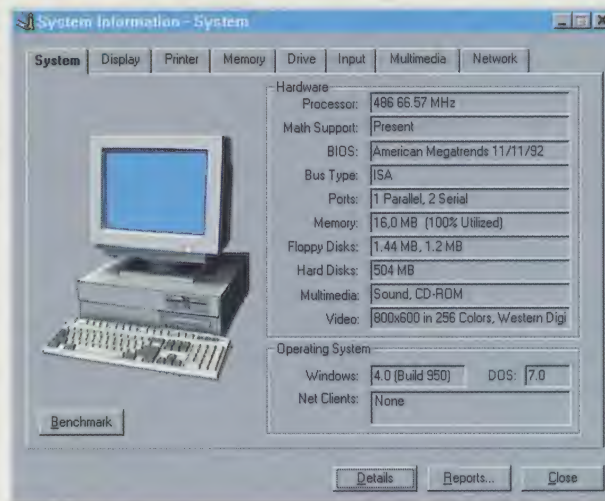 System Information - System
System Display Printer Memory Drive Input Multimedia Network
Hardware
Processor: 486 66.57 MHz
Math Support: Present
BIOS: American Megatrends 11/11/92
Bus Type: ISA
Ports: 1 Parallel, 2 Serial
Memory: 16.0 MB (100% Utilized)
Floppy Disks: 1.44 MB, 1.2 MB
Hard Disks: 504 MB
Multimedia: Sound, CD-ROM
Video: 800x600 in 256 Colors, Western Digi
Operating System
Windows: 4.0 (Build 950) DOS: 7.0
Net Clients: None
Benchmark
Details Reports... Close